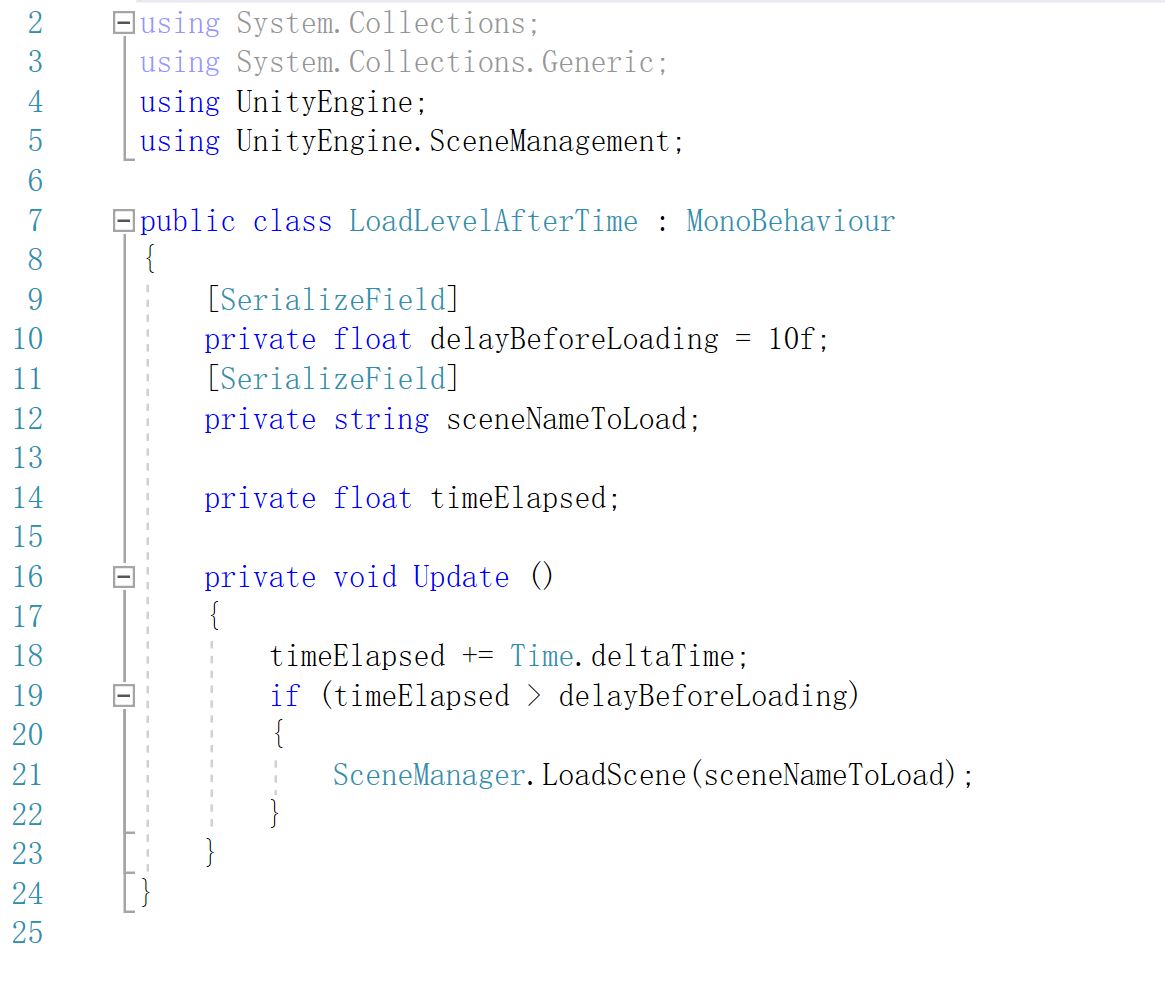 2 using System.Collections;
3 using System.Collections.Generic;
4 using UnityEngine;
5 using UnityEngine.SceneManagement;
6
7 public class LoadLevelAfterTime : MonoBehaviour
8 {
9     [SerializeField]
10     private float delayBeforeLoading = 10f;
11     [SerializeField]
12     private string sceneNameToLoad;
13
14     private float timeElapsed;
15
16     private void Update ()
17     {
18         timeElapsed += Time.deltaTime;
19         if (timeElapsed > delayBeforeLoading)
20         {
21             SceneManager.LoadScene(sceneNameToLoad);
22         }
23     }
24 }
25